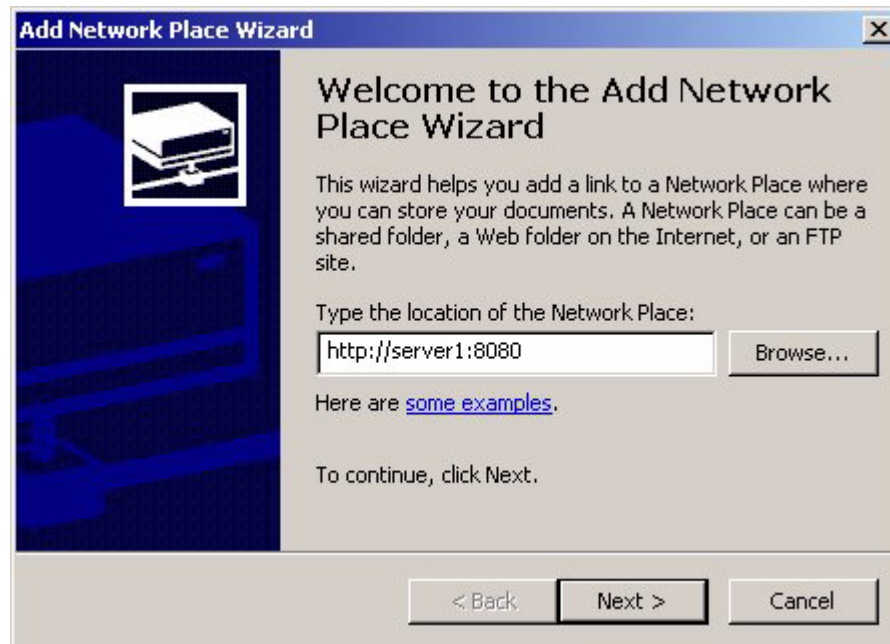 Add Network Place Wizard
Welcome to the Add Network
Place Wizard
This wizard helps you add a link to a Network Place where
you can store your documents. A Network Place can be a
shared folder, a Web folder on the Internet, or an FTP
site.
Type the location of the Network Place:
http://server1:8080
Browse...
Here are some examples.
To continue, click Next.
< Back
Next >
Cancel